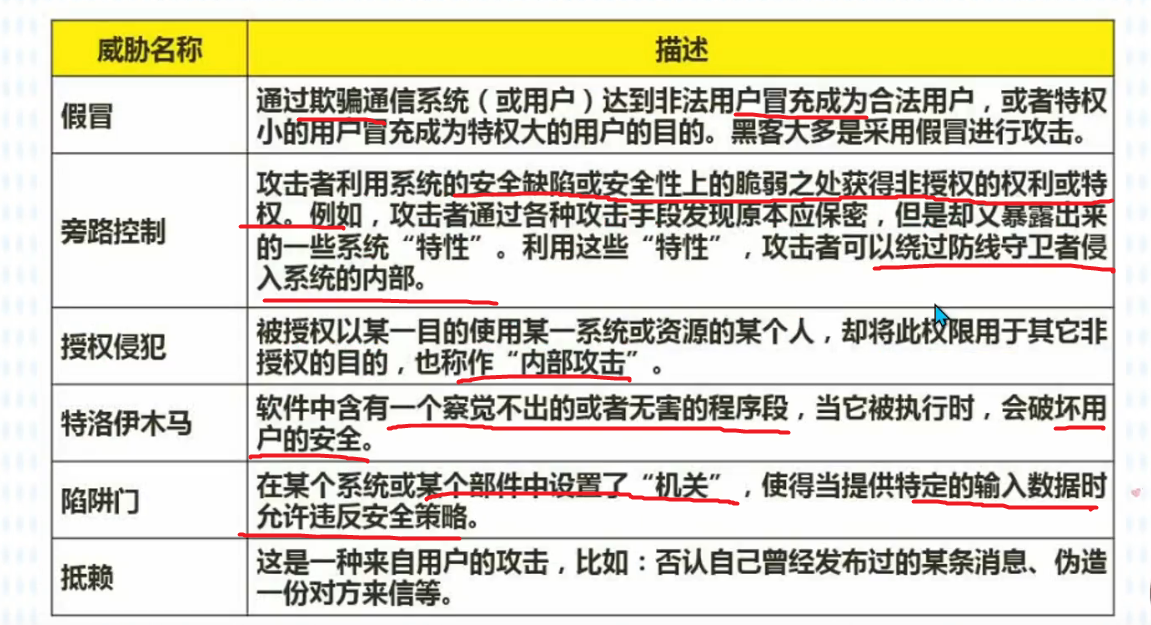 威胁名称
描述
假冒
通过欺骗通信系统（或用户）达到非法用户冒充成为合法用户，或者特权
小的用户冒充成为特权大的用户的目的。黑客大多是采用假冒进行攻击。
旁路控制
攻击者利用系统的安全缺陷或安全性上的脆弱之处获得非授权的权利或特
权。例如，攻击者通过各种攻击手段发现原本应保密，但是却又暴露出来
的一些系统“特性”。利用这些“特性”，攻击者可以绕过防线守卫者侵
入系统的内部。
授权侵犯
被授权以某一目的使用某一系统或资源的某个人，却将此权限用于其它非
授权的目的，也称作“内部攻击”。
特洛伊木马
软件中含有一个察觉不出的或者无害的程序段，当它被执行时，会破坏用
户的安全。
陷阱门
在某个系统或某个部件中设置了“机关”，使得当提供特定的输入数据时
允许违反安全策略。
抵赖
这是一种来自用户的攻击，比如：否认自己曾经发布过的某条消息、伪造
一份对方来信等。